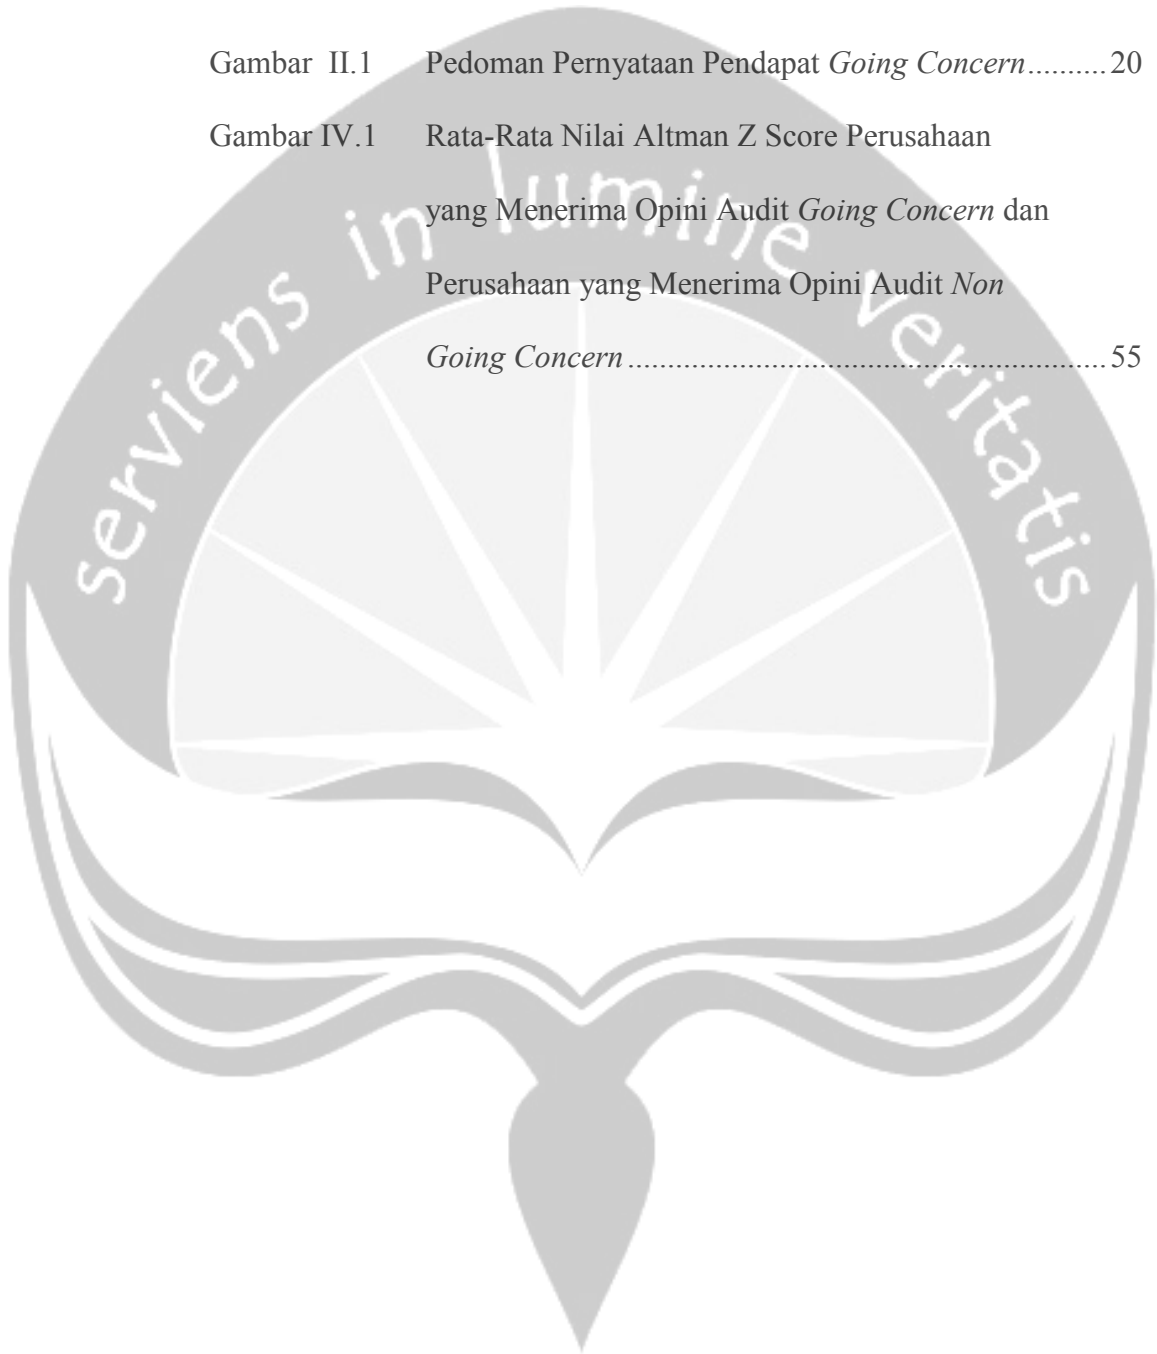 Gambar II.1 Pedoman Pernyataan Pendapat Going Concern..........20
Gambar IV.1 Rata-Rata Nilai Altman Z Score Perusahaan
yang Menerima Opini Audit Going Concern dan
Perusahaan yang Menerima Opini Audit Non
Going Concern............................................................55
serviens in lumine veritatis